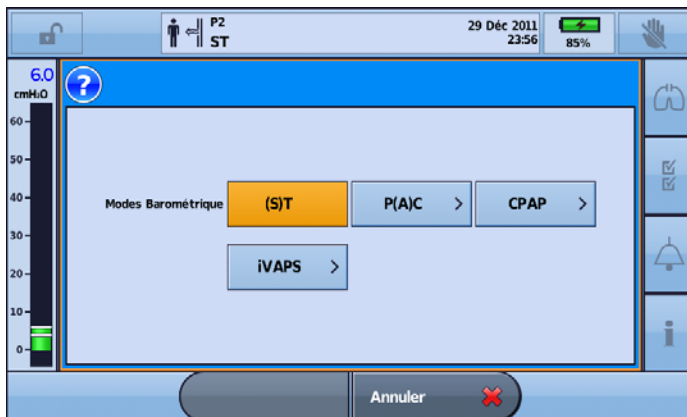 P2
ST
29 Déc 2011
23:56
85%
6.0
cmH₂O
60
50
40
30
20
10
0
?
Modes Barométrique
(S)T
P(A)C >
CPAP >
iVAPS >
i
Annuler